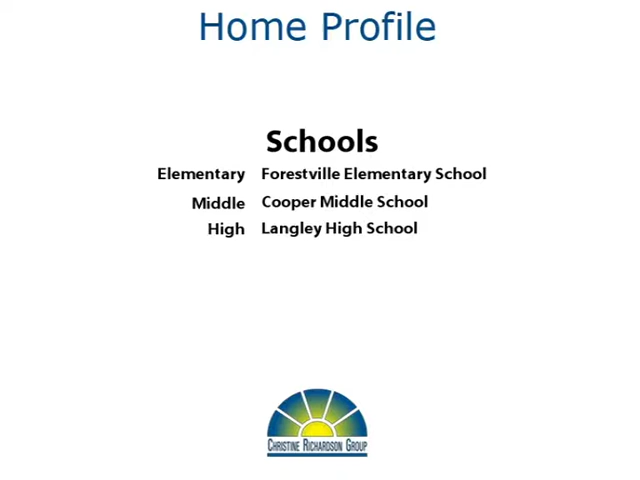 Home Profile
Schools
Elementary Forestville Elementary School
Middle Cooper Middle School
High Langley High School
CHRISTINE RICHARDSON GROUP